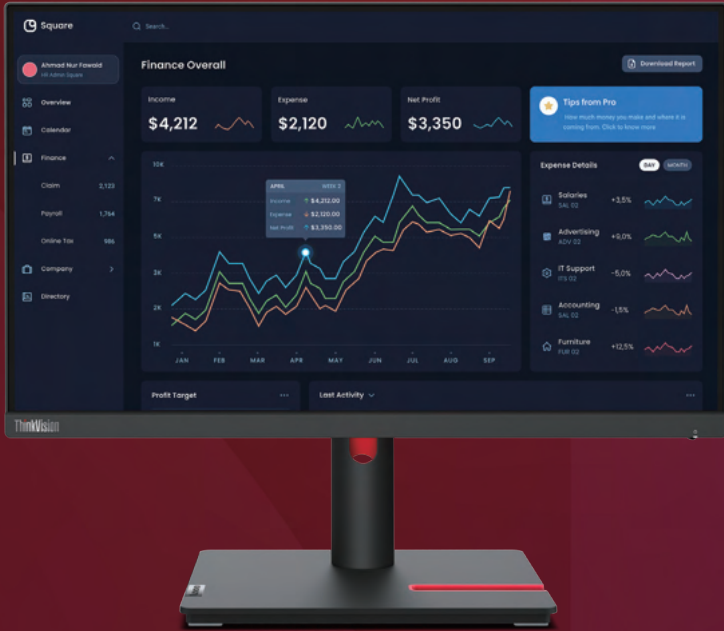 Square
Search..
Ahmad Nur Fawaid
HR Admin Square
Overview
Calendar
Finance
Claim 2,123
Payroll 1,764
Online Tax 986
Company
Directory
Finance Overall
Download Report
Income
$4,212
Expense
$2,120
Net Profit
$3,350
Tips from Pro
How much money you make and where it is
coming from. Click to know more
10K
7K
5K
3K
2K
1K
APRIL WEEK 3
Income $4,212.00
Expense $2,120.00
Net Profit $3,350.00
JAN FEB MAR APR MAY JUN JUL AUG SEP
Expense Details DAY MONTH
Salaries +3,5%
SAL 02
Advertising +9,0%
ADV 02
IT Support -5,0%
ITS 02
Accounting -1,5%
SAL 02
Furniture +12,5%
FUR 02
Profit Target ...
Last Activity ...
ThinkVision